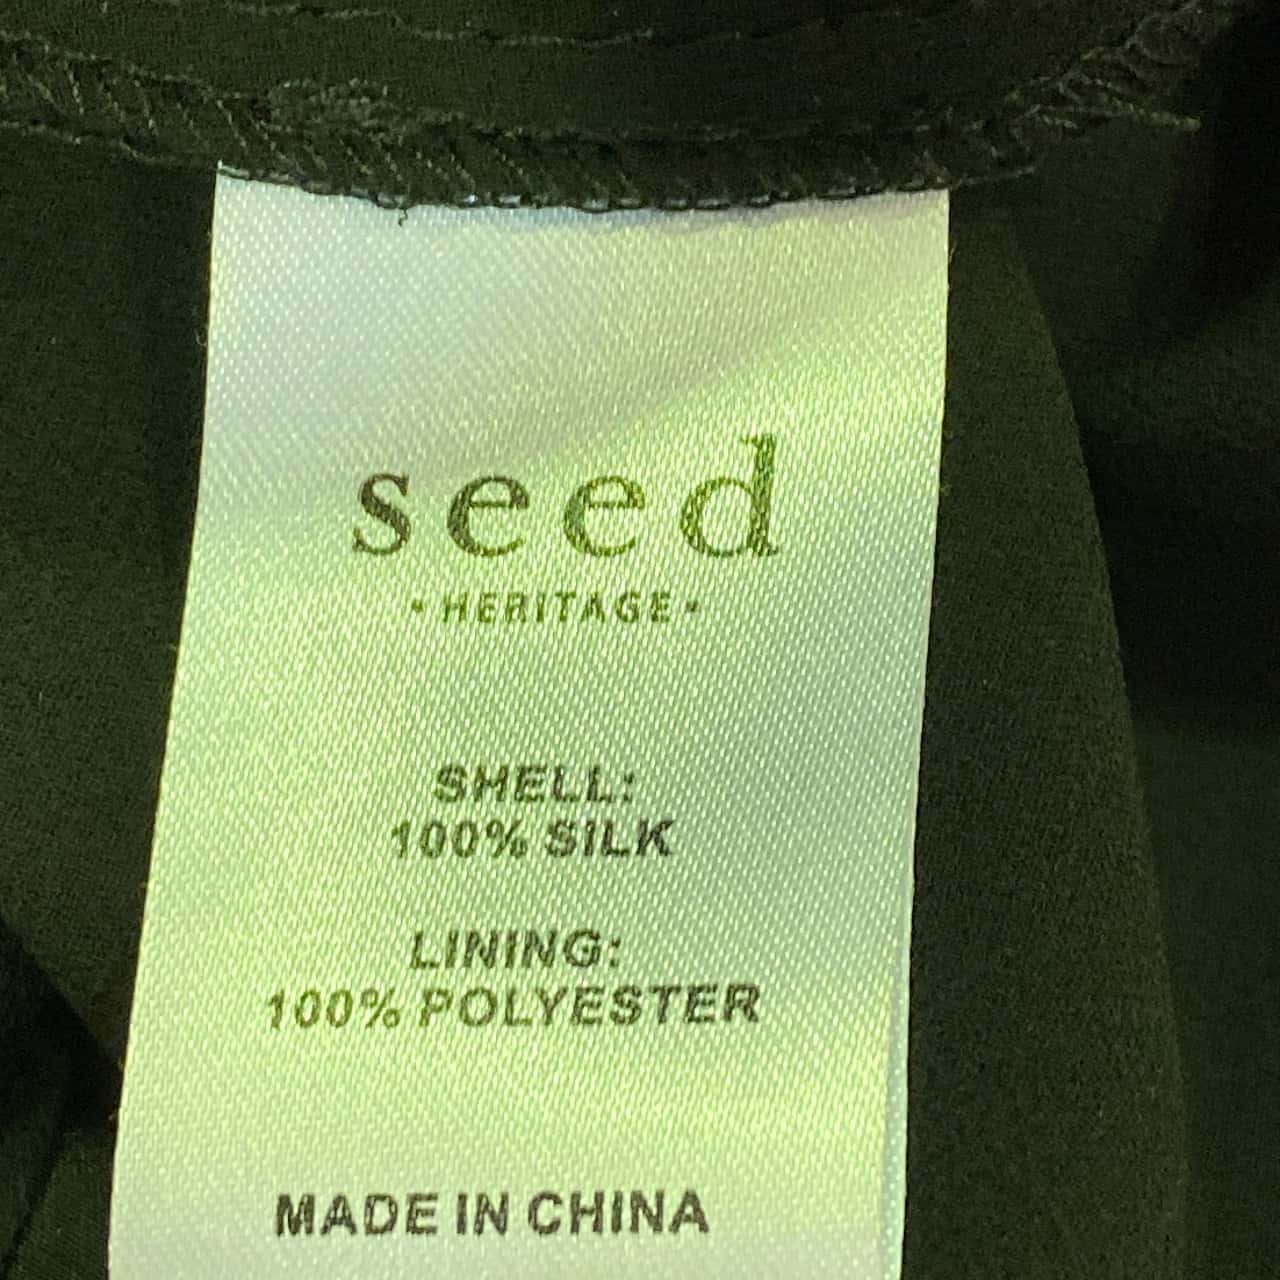 seed
• HERITAGE •
SHELL:
100% SILK
LINING:
100% POLYESTER
MADE IN CHINA